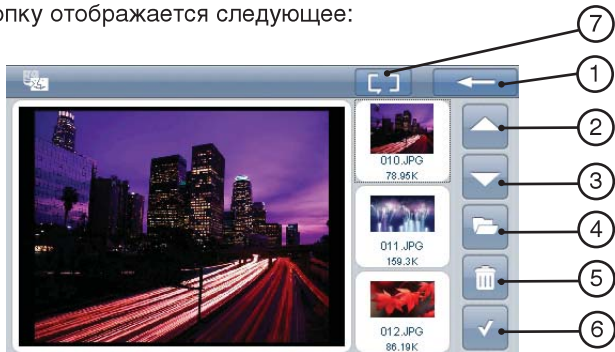 опку отображается следующее:
7
1
2
010.JPG
78.95K
3
011.JPG
159.3K
4
5
012.JPG
86.19K
6